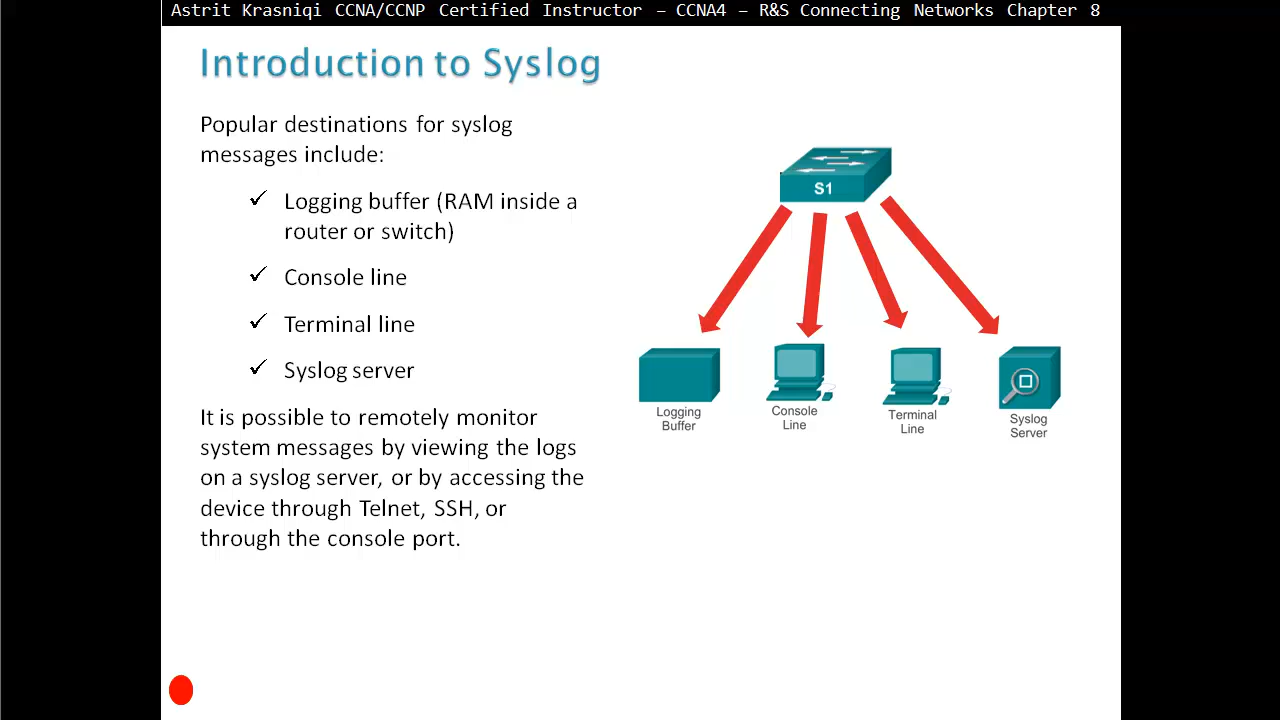 Astrit Krasniqi CCNA/CCNP Certified Instructor – CCNA4 – R&S Connecting Networks Chapter 8
Introduction to Syslog
Popular destinations for syslog
messages include:
✓ Logging buffer (RAM inside a
router or switch)
✓ Console line
✓ Terminal line
✓ Syslog server
It is possible to remotely monitor
system messages by viewing the logs
on a syslog server, or by accessing the
device through Telnet, SSH, or
through the console port.
S1
Logging
Buffer
Console
Line
Terminal
Line
Syslog
Server